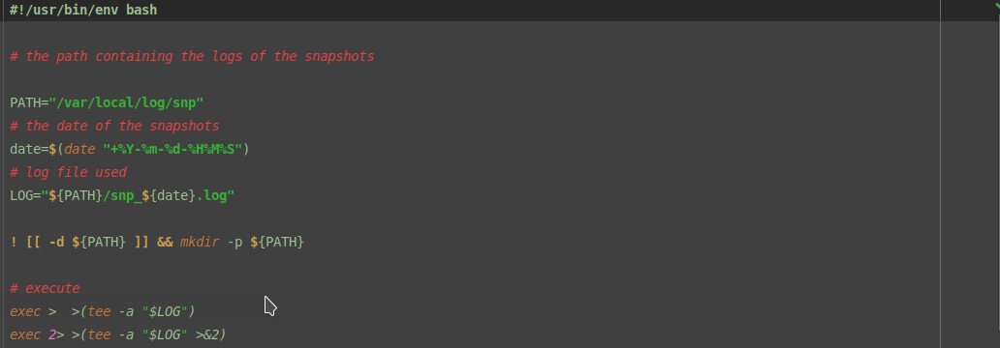 #!/usr/bin/env bash
# the path containing the logs of the snapshots
PATH="/var/local/log/snp"
# the date of the snapshots
date=$(date "+%Y-%m-%d-%H%M%S")
# log file used
LOG="${PATH}/snp_${date}.log"
! [[ -d ${PATH} ]] && mkdir -p ${PATH}
# execute
exec >  >(tee -a "$LOG")
exec 2> >(tee -a "$LOG" >&2)